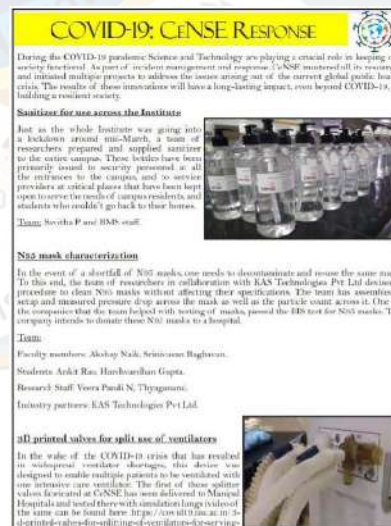 COVID-19: CeNSE RESPONSE
During the COVID-19 pandemic Science and Technology are playing a crucial role in keeping
society functional. As part of incident management and response, CeNSE mustered all its
and initiated multiple projects to address the issues arising out of the current global public
crisis. The results of these innovations will have a long-lasting impact, even beyond COVID-19,
building a resilient society.
Sanitizer for use across the Institute
Just as the whole Institute was going into
a lockdown around mid-March, a team of
researchers prepared and supplied sanitizer
to the entire campus. These bottles have been
primarily issued to security personnel at all
the entrances to the campus, and to service
providers at critical places that have been kept
open to serve the needs of campus residents, and
students who couldn't go back to their homes.
Team: Savitha P and BMS staff.
N95 mask characterization
In the event of a shortfall of N95 masks, one needs to decontaminate and re-use the same
To this end, the team of researchers in collaboration with KAS Technologies Pvt Ltd
procedure to clean N95 masks without affecting their specifications. The team has
setup and measured pressure drop across the mask as well as the particle count across it. One
the companies that the team helped with testing of masks, passed the BIS test for N95 masks.
company intends to donate these N95 masks to a hospital.
Team:
Faculty members: Akshay Naik, Srinivasan Raghavan.
Students: Ankit Rao, Harshvardhan Gupta.
Research Staff: Veera Pandi N, Thyagarani.
Industry partners: KAS Technologies Pvt Ltd.
3D printed valves for split use of ventilators
In the wake of the COVID-19 crisis that has resulted
in widespread ventilator shortages, this device was
designed to enable multiple patients to be ventilated with
one intensive care ventilator. The first of these splitter
valves fabricated at CeNSE has been delivered to Manipal
Hospitals and tested there with simulation lungs (video of
the same can be found here: https://covid19.iisc.ac.in/3-
d-printed-valves-for-splitting-of-ventilators-for-serving-